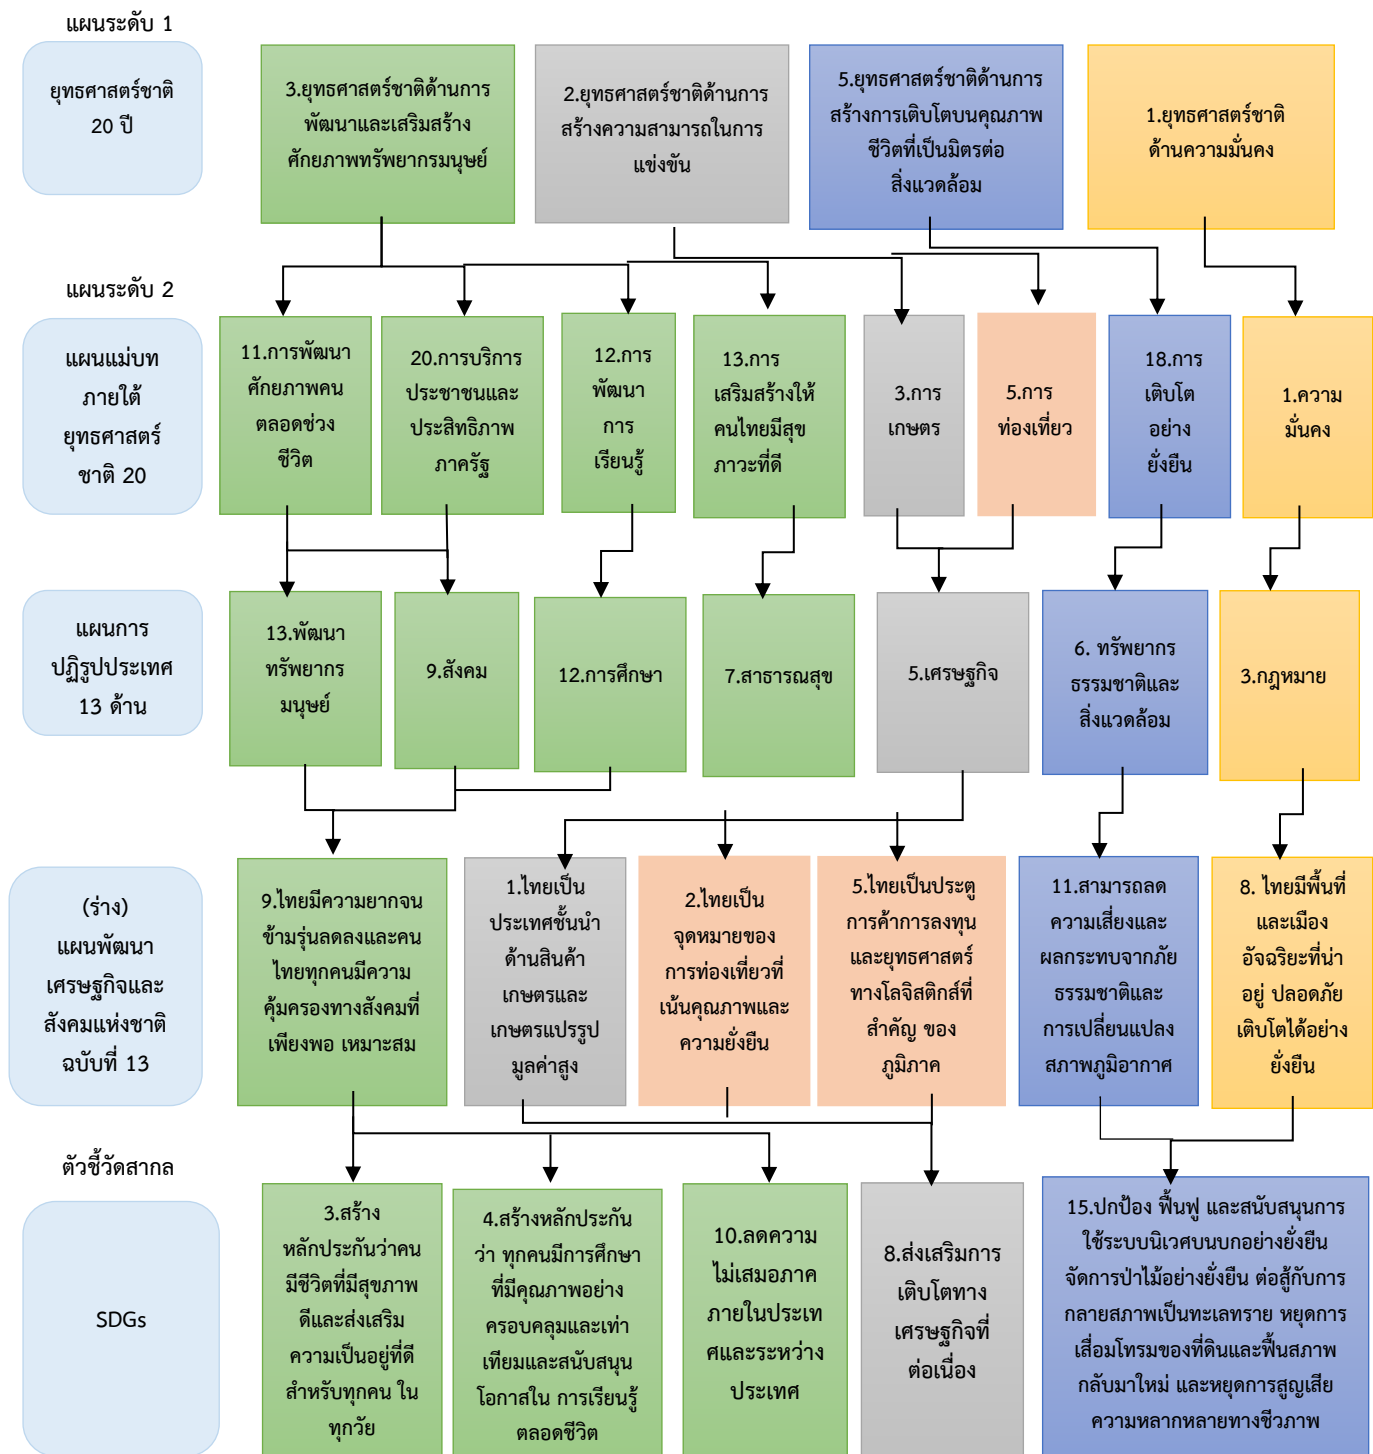 แผนระดับ 1
ยุทธศาสตร์ชาติ
20 ปี
3.ยุทธศาสตร์ชาติด้านการ
พัฒนาและเสริมสร้าง
ศักยภาพทรัพยากรมนุษย์
2.ยุทธศาสตร์ชาติด้านการ
สร้างความสามารถในการ
แข่งขัน
5.ยุทธศาสตร์ชาติด้านการ
สร้างการเติบโตบนคุณภาพ
ชีวิตที่เป็นมิตรต่อ
สิ่งแวดล้อม
1.ยุทธศาสตร์ชาติ
ด้านความมั่นคง
แผนระดับ 2
แผนแม่บท
ภายใต้
ยุทธศาสตร์
ชาติ 20
11.การพัฒนา
ศักยภาพคน
ตลอดช่วง
ชีวิต
20.การบริการ
ประชาชนและ
ประสิทธิภาพ
ภาครัฐ
12.การ
พัฒนา
การ
เรียนรู้
13.การ
เสริมสร้างให้
คนไทยมีสุข
ภาวะที่ดี
3.การ
เกษตร
5.การ
ท่องเที่ยว
18.การ
เติบโต
อย่าง
ยั่งยืน
1.ความ
มั่นคง
แผนการ
ปฏิรูปประเทศ
13 ด้าน
13.พัฒนา
ทรัพยากร
มนุษย์
9.สังคม
12.การศึกษา
7.สาธารณสุข
5.เศรษฐกิจ
6. ทรัพยากร
ธรรมชาติและ
สิ่งแวดล้อม
3.กฎหมาย
(ร่าง)
แผนพัฒนา
เศรษฐกิจและ
สังคมแห่งชาติ
ฉบับที่ 13
9.ไทยมีความยากจน
ข้ามรุ่นลดลงและคน
ไทยทุกคนมีความ
คุ้มครองทางสังคมที่
เพียงพอ เหมาะสม
1.ไทยเป็น
ประเทศชั้นนำ
ด้านสินค้า
เกษตรและ
เกษตรแปรรูป
มูลค่าสูง
2.ไทยเป็น
จุดหมายของ
การท่องเที่ยวที่
เน้นคุณภาพและ
ความยั่งยืน
5.ไทยเป็นประตู
การค้าการลงทุน
และยุทธศาสตร์
ทางโลจิสติกส์ที่
สำคัญ ของ
ภูมิภาค
11.สามารถลด
ความเสี่ยงและ
ผลกระทบจากภัย
ธรรมชาติและ
การเปลี่ยนแปลง
สภาพภูมิอากาศ
8. ไทยมีพื้นที่
และเมือง
อัจฉริยะที่น่า
อยู่ ปลอดภัย
เติบโตได้อย่าง
ยั่งยืน
ตัวชี้วัดสากล
SDGs
3.สร้าง
หลักประกันว่าคน
มีชีวิตที่มีสุขภาพ
ดีและส่งเสริม
ความเป็นอยู่ที่ดี
สำหรับทุกคน ใน
ทุกวัย
4.สร้างหลักประกัน
ว่า ทุกคนมีการศึกษา
ที่มีคุณภาพอย่าง
ครอบคลุมและเท่า
เทียมและสนับสนุน
โอกาสใน การเรียนรู้
ตลอดชีวิต
10.ลดความ
ไม่เสมอภาค
ภายในประเท
ศและระหว่าง
ประเทศ
8.ส่งเสริมการ
เติบโตทาง
เศรษฐกิจที่
ต่อเนื่อง
15.ปกป้อง ฟื้นฟู และสนับสนุนการ
ใช้ระบบนิเวศบนบกอย่างยั่งยืน
จัดการป่าไม้อย่างยั่งยืน ต่อสู้กับการ
กลายสภาพเป็นทะเลทราย หยุดการ
เสื่อมโทรมของที่ดินและฟื้นสภาพ
กลับมาใหม่ และหยุดการสูญเสีย
ความหลากหลายทางชีวภาพ